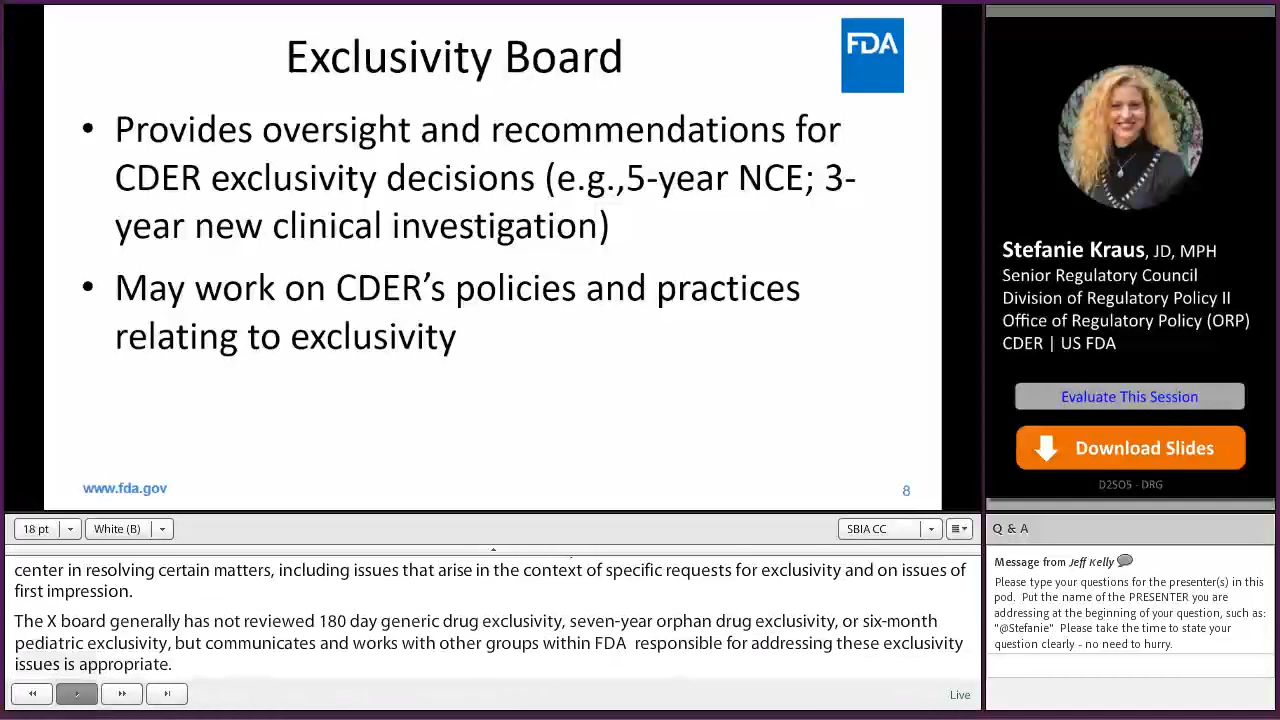 Exclusivity Board
FDA
• Provides oversight and recommendations for
CDER exclusivity decisions (e.g.,5-year NCE; 3-
year new clinical investigation)
• May work on CDER’s policies and practices
relating to exclusivity
www.fda.gov
8
Stefanie Kraus, JD, MPH
Senior Regulatory Council
Division of Regulatory Policy II
Office of Regulatory Policy (ORP)
CDER | US FDA
Evaluate This Session
Download Slides
D2S05 - DRG
18 pt
White (B)
SBIA CC
center in resolving certain matters, including issues that arise in the context of specific requests for exclusivity and on issues of
first impression.
The X board generally has not reviewed 180 day generic drug exclusivity, seven-year orphan drug exclusivity, or six-month
pediatric exclusivity, but communicates and works with other groups within FDA responsible for addressing these exclusivity
issues is appropriate.
Live
Q & A
Message from Jeff Kelly
Please type your questions for the presenter(s) in this
pod. Put the name of the PRESENTER you are
addressing at the beginning of your question, such as:
"@Stefanie" Please take the time to state your
question clearly - no need to hurry.